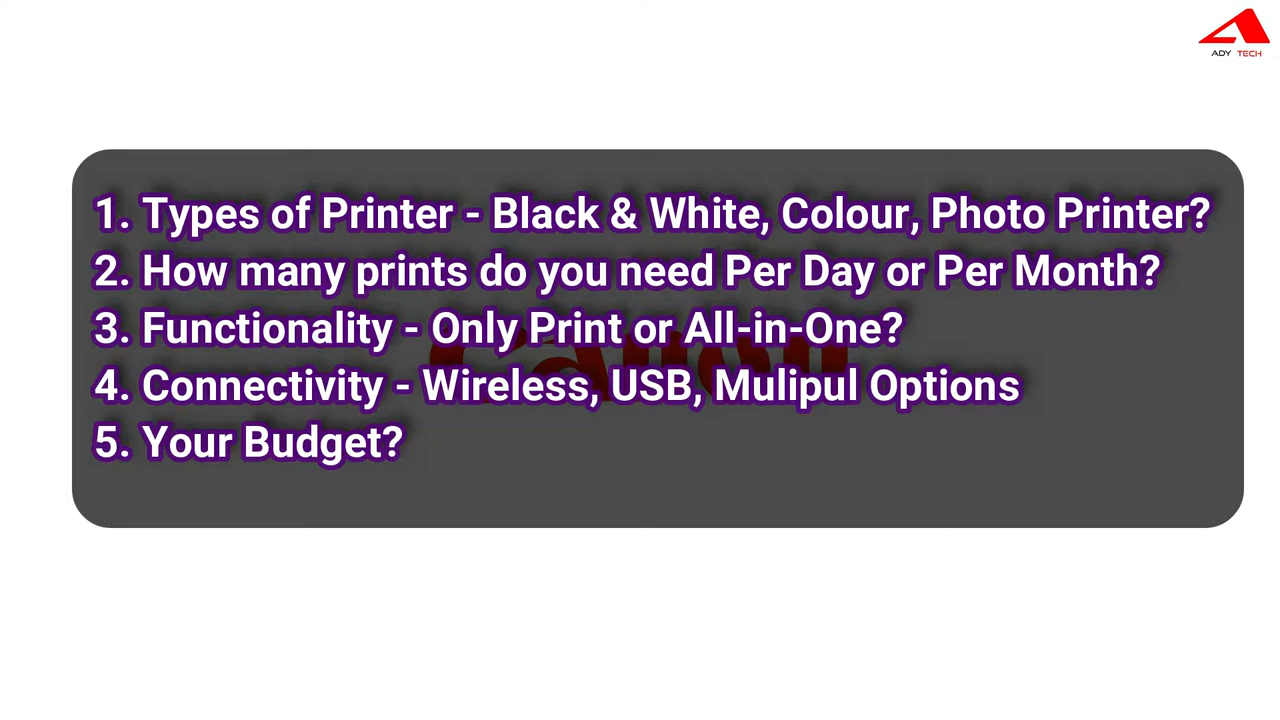 ADY TECH
1. Types of Printer - Black & White, Colour, Photo Printer?
2. How many prints do you need Per Day or Per Month?
3. Functionality - Only Print or All-in-One?
4. Connectivity - Wireless, USB, Mulipul Options
5. Your Budget?
Canon